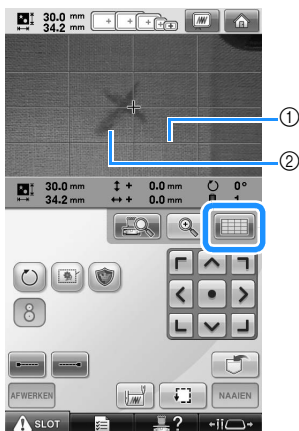 30.0 mm
34.2 mm
①
②
30.0 mm ↕ + 0.0 mm 0°
34.2 mm ↔ + 0.0 mm 1
AFWERKEN
NAAIEN
SLOT
?